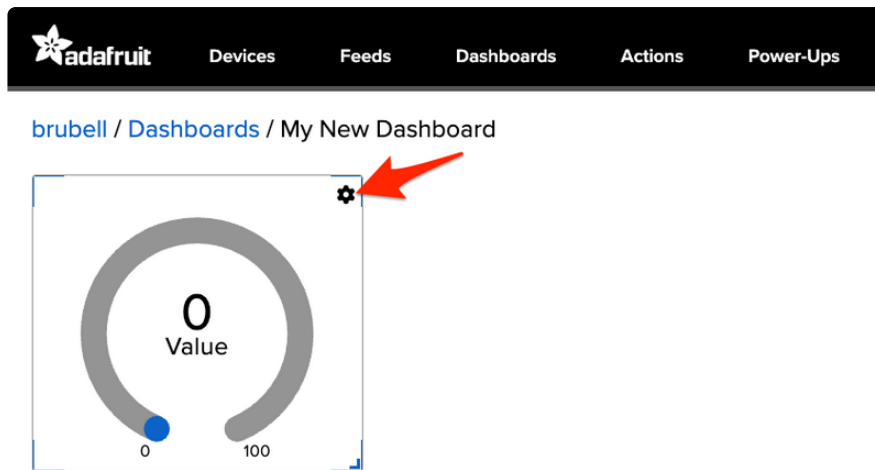 adafruit Devices Feeds Dashboards Actions Power-Ups
brubell / Dashboards / My New Dashboard
0
Value
0 100